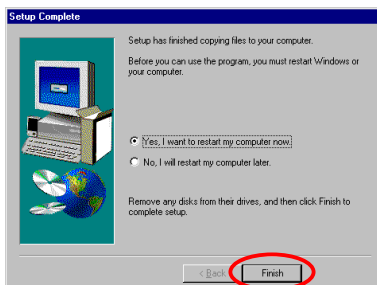 Setup Complete
Setup has finished copying files to your computer.
Before you can use the program, you must restart Windows or
your computer.
Yes, I want to restart my computer now.
No, I will restart my computer later.
Remove any disks from their drives, and then click Finish to
complete setup.
< Back
Finish